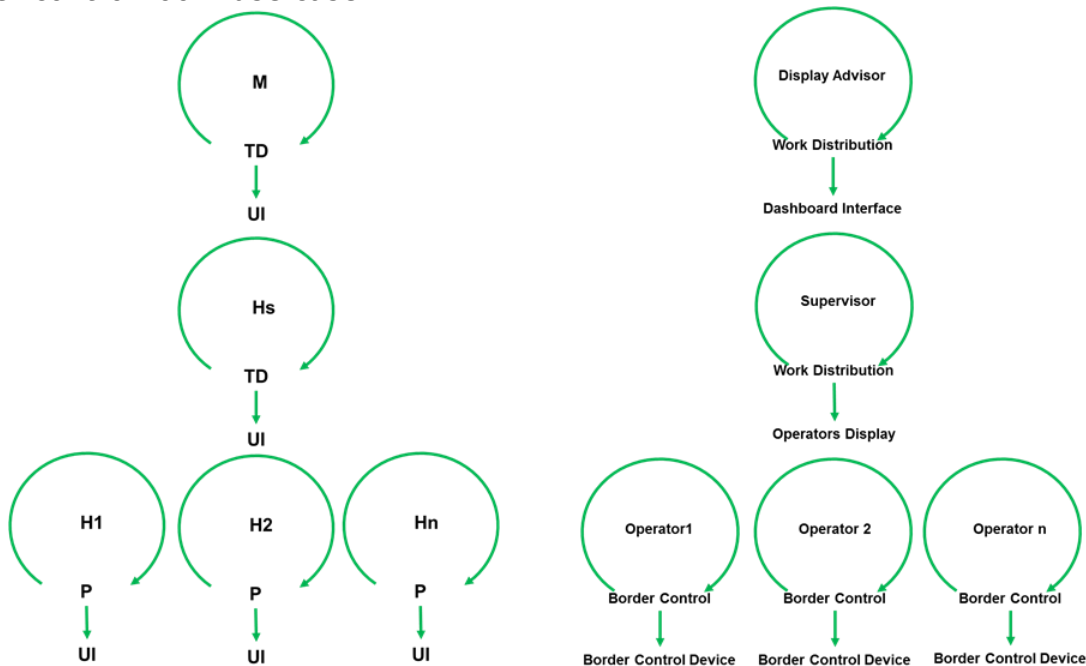 M
TD
UI
Hs
TD
UI
H1
H2
Hn
P
P
P
UI
UI
UI
Display Advisor
Work Distribution
Dashboard Interface
Supervisor
Work Distribution
Operators Display
Operator1
Operator 2
Operator n
Border Control
Border Control
Border Control
Border Control Device
Border Control Device
Border Control Device